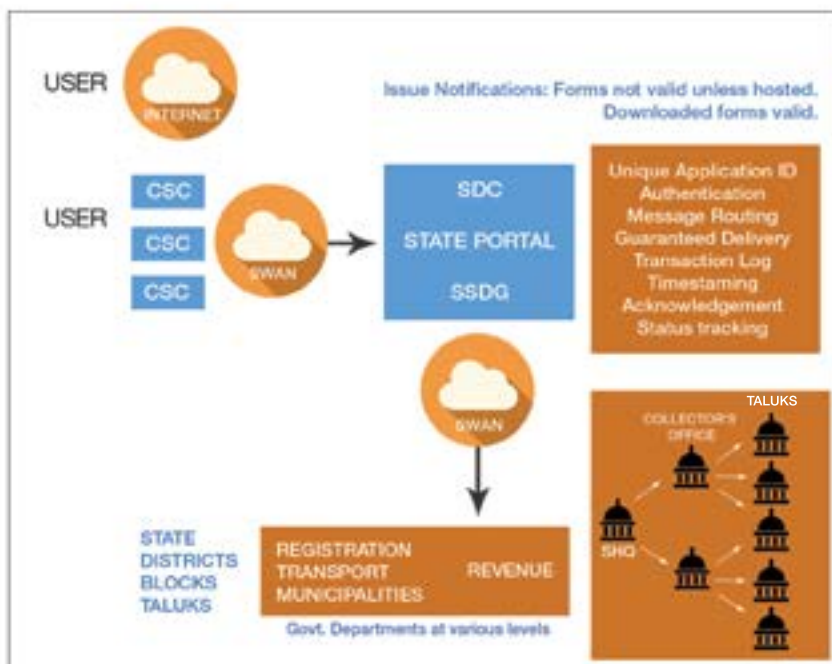 USER
INTERNET
Issue Notifications: Forms not valid unless hosted.
Downloaded forms valid.
USER
CSC
CSC
CSC
SWAN
SDC
STATE PORTAL
SSDG
Unique Application ID
Authentication
Message Routing
Guaranteed Delivery
Transaction Log
Timestaming
Acknowledgement
Status tracking
SWAN
TALUKS
COLLECTOR'S
OFFICE
SHQ
STATE
DISTRICTS
BLOCKS
TALUKS
REGISTRATION
TRANSPORT
MUNICIPALITIES
REVENUE
Govt. Departments at various levels